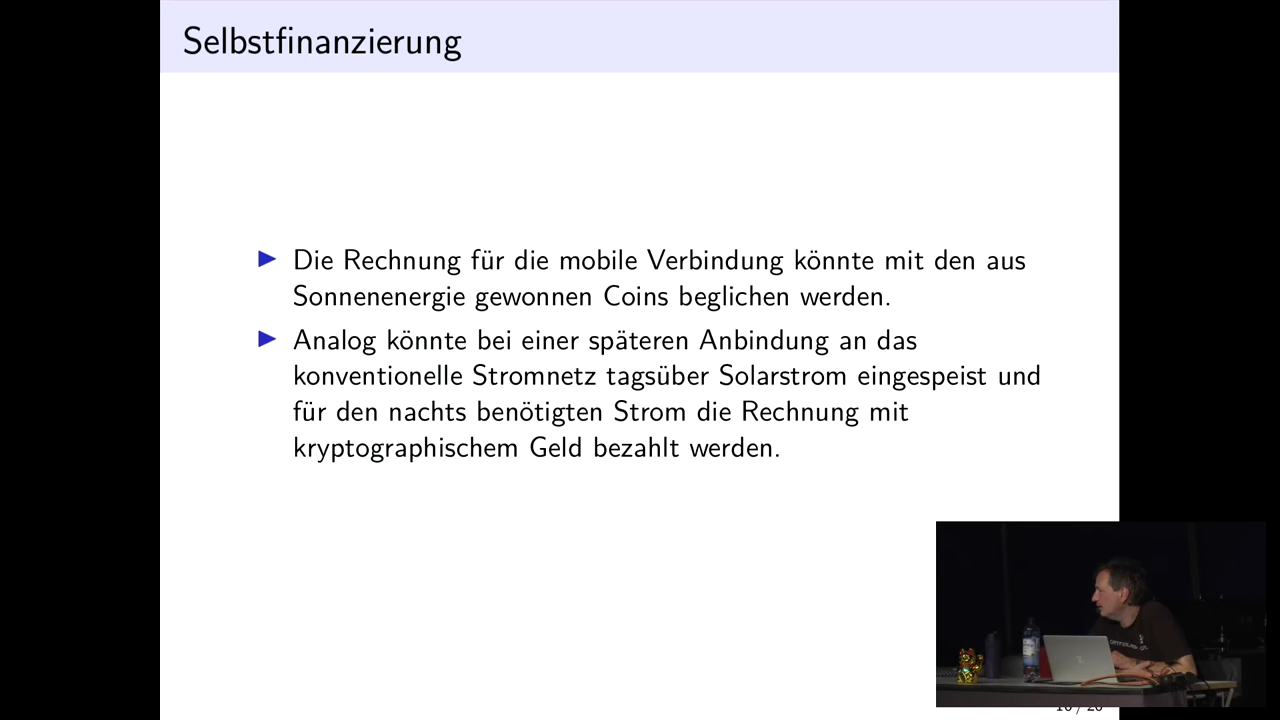 Selbstfinanzierung
Die Rechnung für die mobile Verbindung könnte mit den aus
Sonnenenergie gewonnen Coins beglichen werden.
Analog könnte bei einer späteren Anbindung an das
konventionelle Stromnetz tagsüber Solarstrom eingespeist und
für den nachts benötigten Strom die Rechnung mit
kryptographischem Geld bezahlt werden.